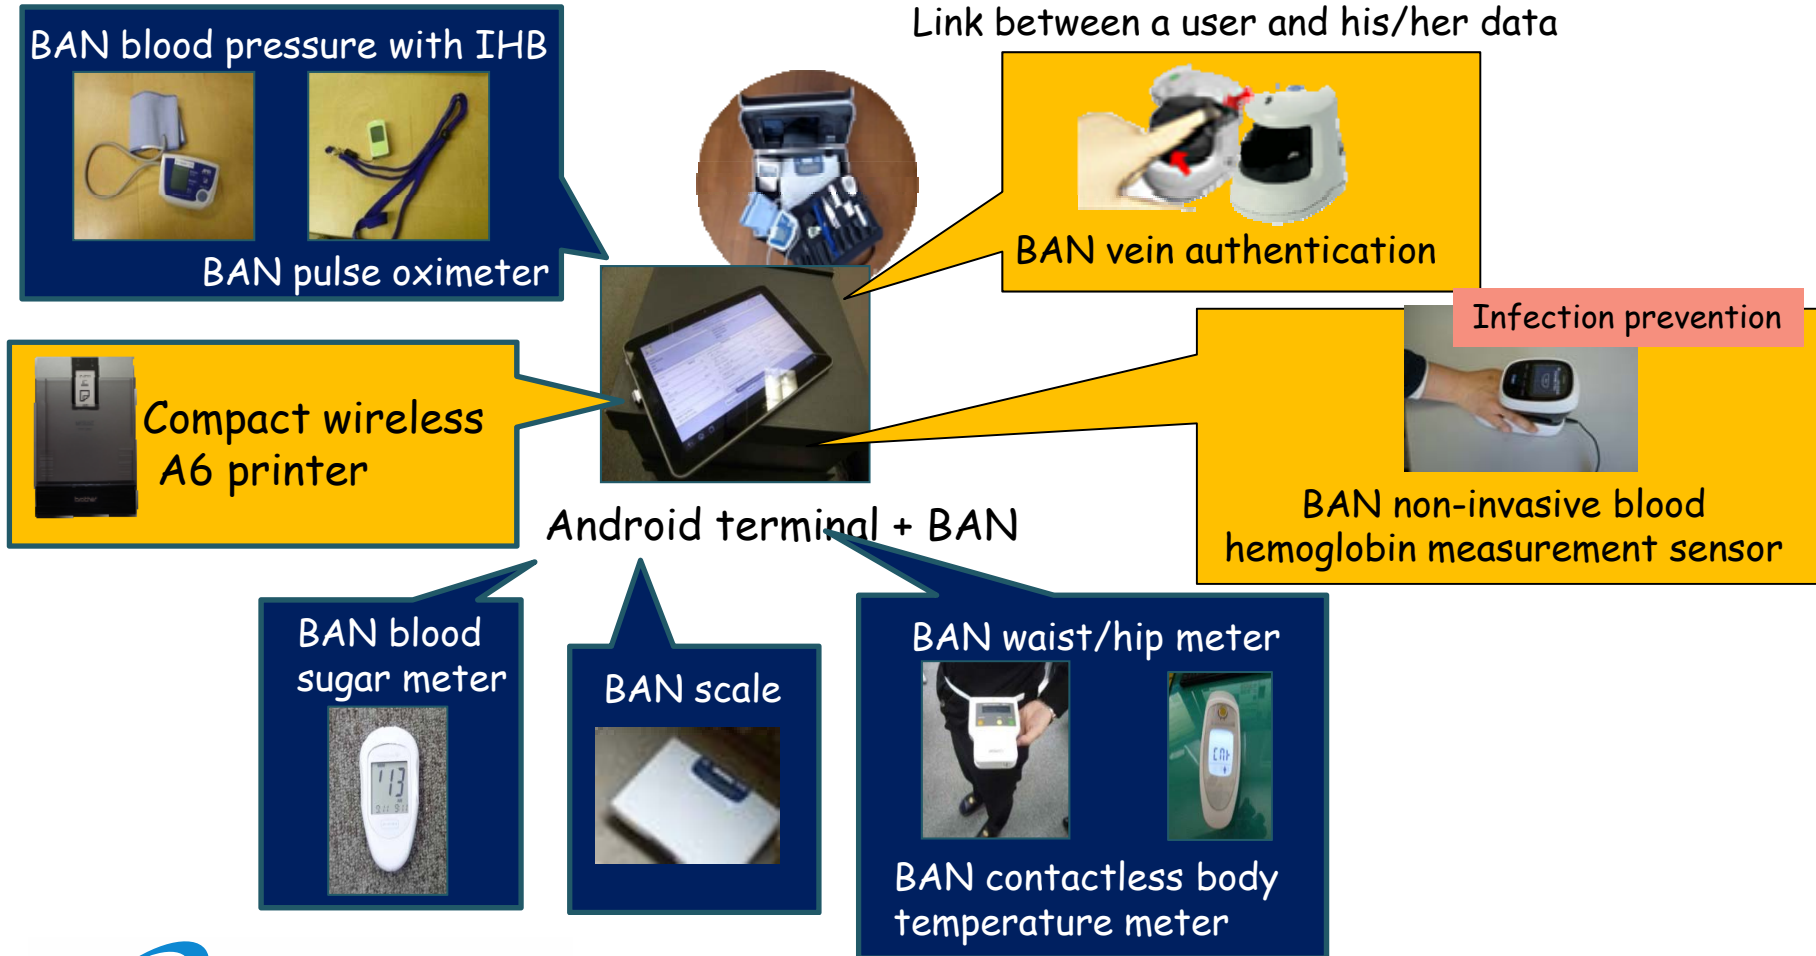 Link between a user and his/her data
BAN blood pressure with IHB
BAN pulse oximeter
BAN vein authentication
Infection prevention
Compact wireless
A6 printer
BAN non-invasive blood
hemoglobin measurement sensor
Android terminal + BAN
BAN blood
sugar meter
113
BAN scale
BAN waist/hip meter
BAN contactless body
temperature meter